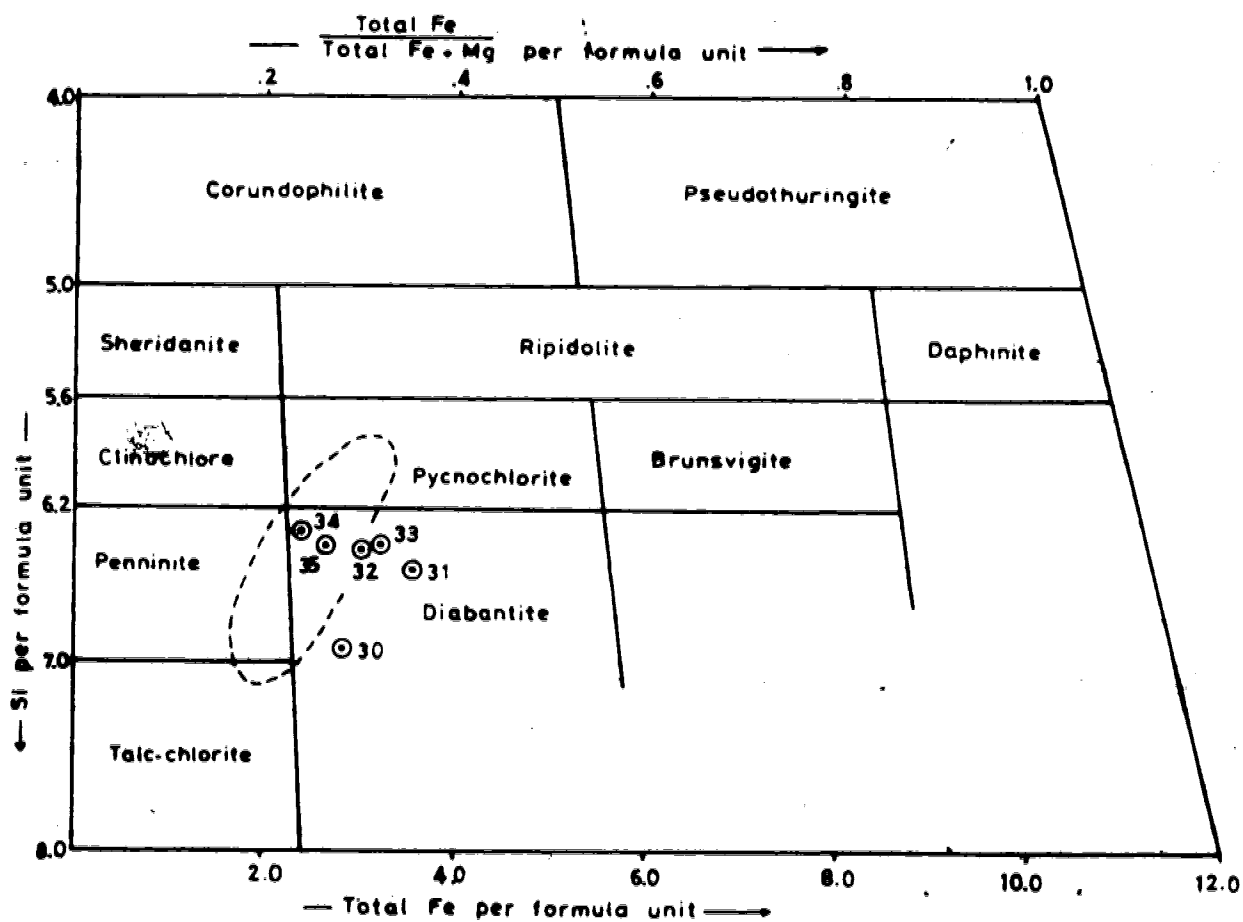 Total Fe
Total Fe + Mg per formula unit
.2 .4 .6 .8 1.0
4.0
Corundophilite Pseudothuringite
5.0
Sheridanite Ripidolite Daphinite
5.6
Clinochlore Pycnochlorite Brunsvigite
6.2
34 33
Penninite 35 32 31
Diabantite
30
7.0
Talc-chlorite
8.0
2.0 4.0 6.0 8.0 10.0 12.0
Total Fe per formula unit
Si per formula unit